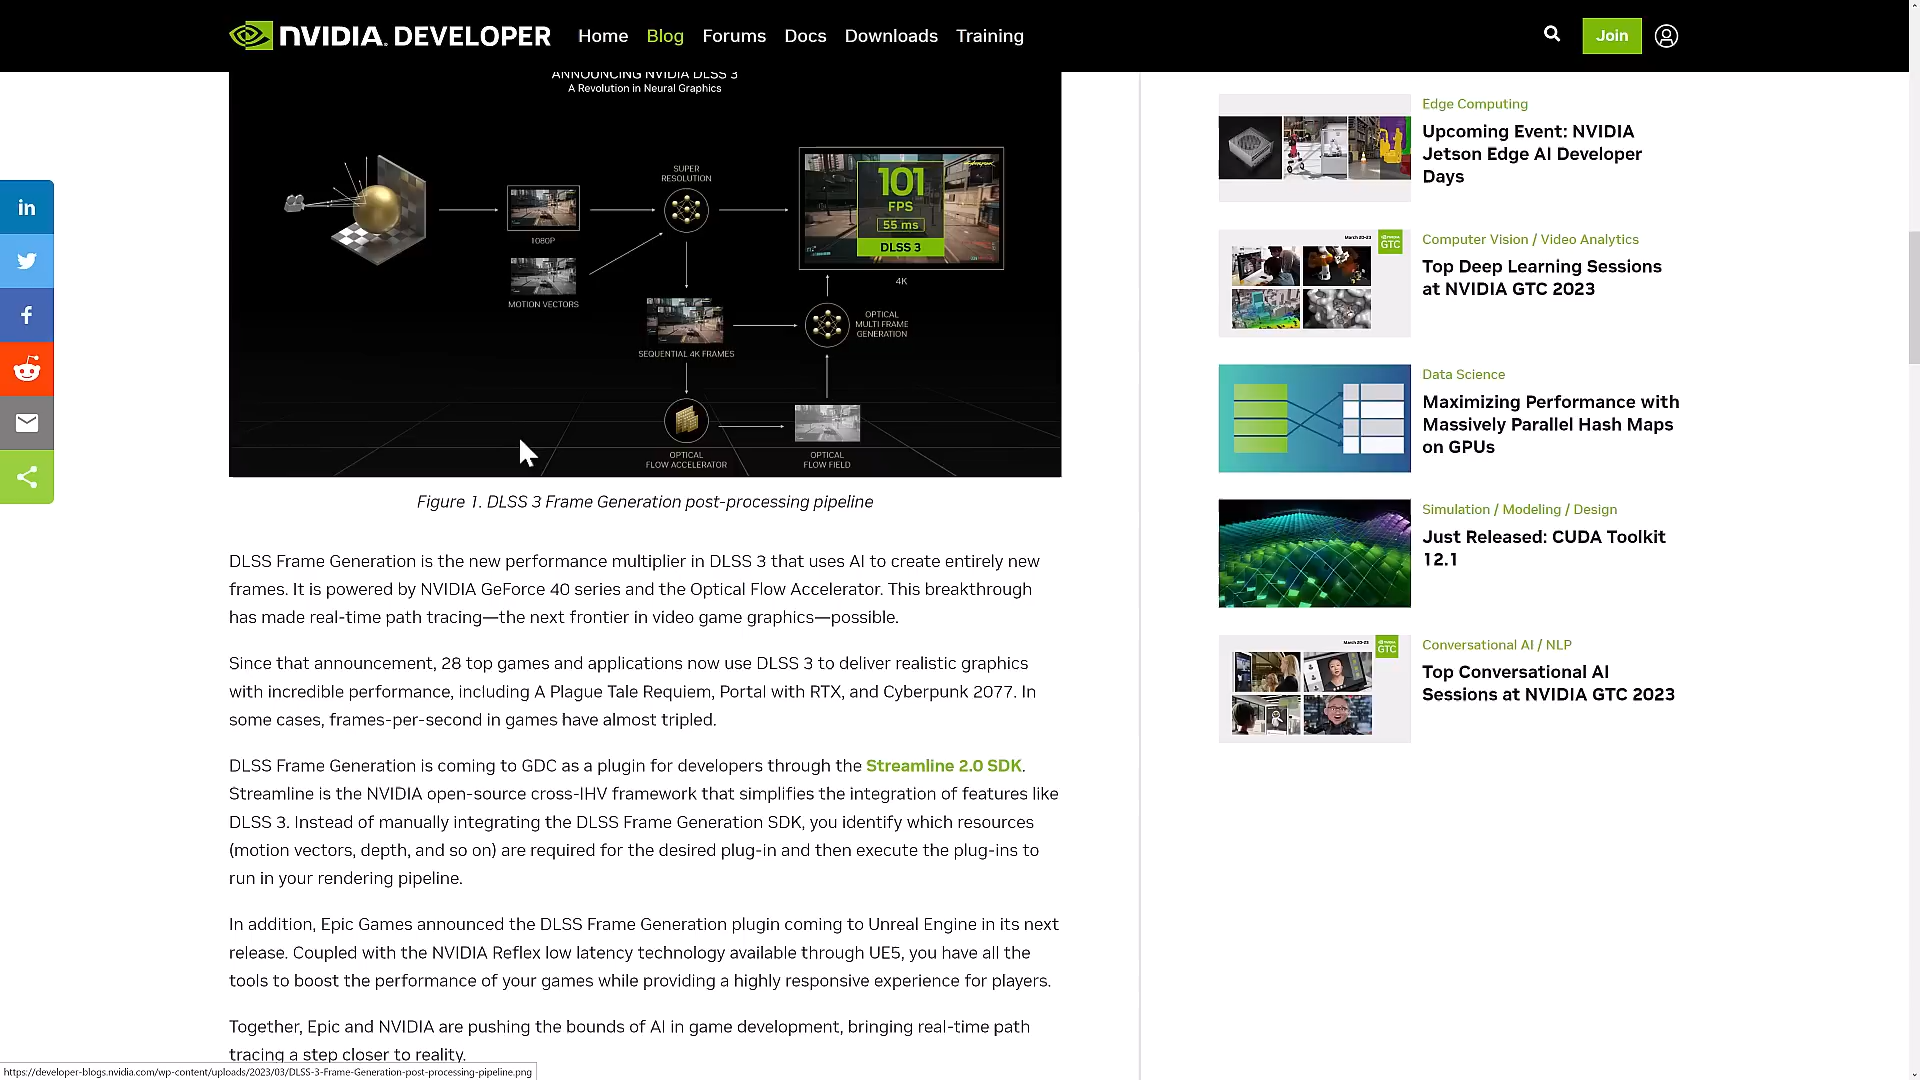 NVIDIA. DEVELOPER
Home
Blog
Forums
Docs
Downloads
Training
Join
ANNOUNCING NVIDIA DLSS 3
A Revolution in Neural Graphics
SUPER
RESOLUTION
1080P
MOTION VECTORS
101
FPS
55 ms
DLSS 3
4K
SEQUENTIAL 4K FRAMES
OPTICAL
MULTI FRAME
GENERATION
OPTICAL
FLOW ACCELERATOR
OPTICAL
FLOW FIELD
in
f
Figure 1. DLSS 3 Frame Generation post-processing pipeline
DLSS Frame Generation is the new performance multiplier in DLSS 3 that uses AI to create entirely new
frames. It is powered by NVIDIA GeForce 40 series and the Optical Flow Accelerator. This breakthrough
has made real-time path tracing—the next frontier in video game graphics—possible.
Since that announcement, 28 top games and applications now use DLSS 3 to deliver realistic graphics
with incredible performance, including A Plague Tale Requiem, Portal with RTX, and Cyberpunk 2077. In
some cases, frames-per-second in games have almost tripled.
DLSS Frame Generation is coming to GDC as a plugin for developers through the Streamline 2.0 SDK.
Streamline is the NVIDIA open-source cross-IHV framework that simplifies the integration of features like
DLSS 3. Instead of manually integrating the DLSS Frame Generation SDK, you identify which resources
(motion vectors, depth, and so on) are required for the desired plug-in and then execute the plug-ins to
run in your rendering pipeline.
In addition, Epic Games announced the DLSS Frame Generation plugin coming to Unreal Engine in its next
release. Coupled with the NVIDIA Reflex low latency technology available through UE5, you have all the
tools to boost the performance of your games while providing a highly responsive experience for players.
Together, Epic and NVIDIA are pushing the bounds of AI in game development, bringing real-time path
tracing a step closer to reality.
Edge Computing
Upcoming Event: NVIDIA
Jetson Edge AI Developer
Days
March 20-23
GTC
Computer Vision / Video Analytics
Top Deep Learning Sessions
at NVIDIA GTC 2023
Data Science
Maximizing Performance with
Massively Parallel Hash Maps
on GPUs
Simulation / Modeling / Design
Just Released: CUDA Toolkit
12.1
March 20-23
GTC
Conversational AI / NLP
Top Conversational AI
Sessions at NVIDIA GTC 2023
https://developer-blogs.nvidia.com/wp-content/uploads/2023/03/DLSS-3-Frame-Generation-post-processing-pipeline.png